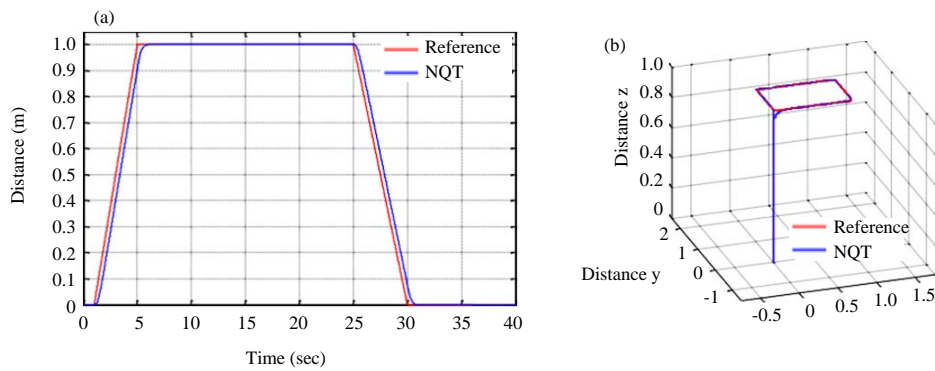 (a)
1.0
0.9
0.8
0.7
0.6
0.5
0.4
0.3
0.2
0.1
0
Distance (m)
Reference
NQT
0 5 10 15 20 25 30 35 40
Time (sec)
(b)
1.0
0.8
0.6
0.4
0.2
0
Distance z
2
1
0
-1
Distance y
-0.5 0 0.5 1.0 1.5
Reference
NQT